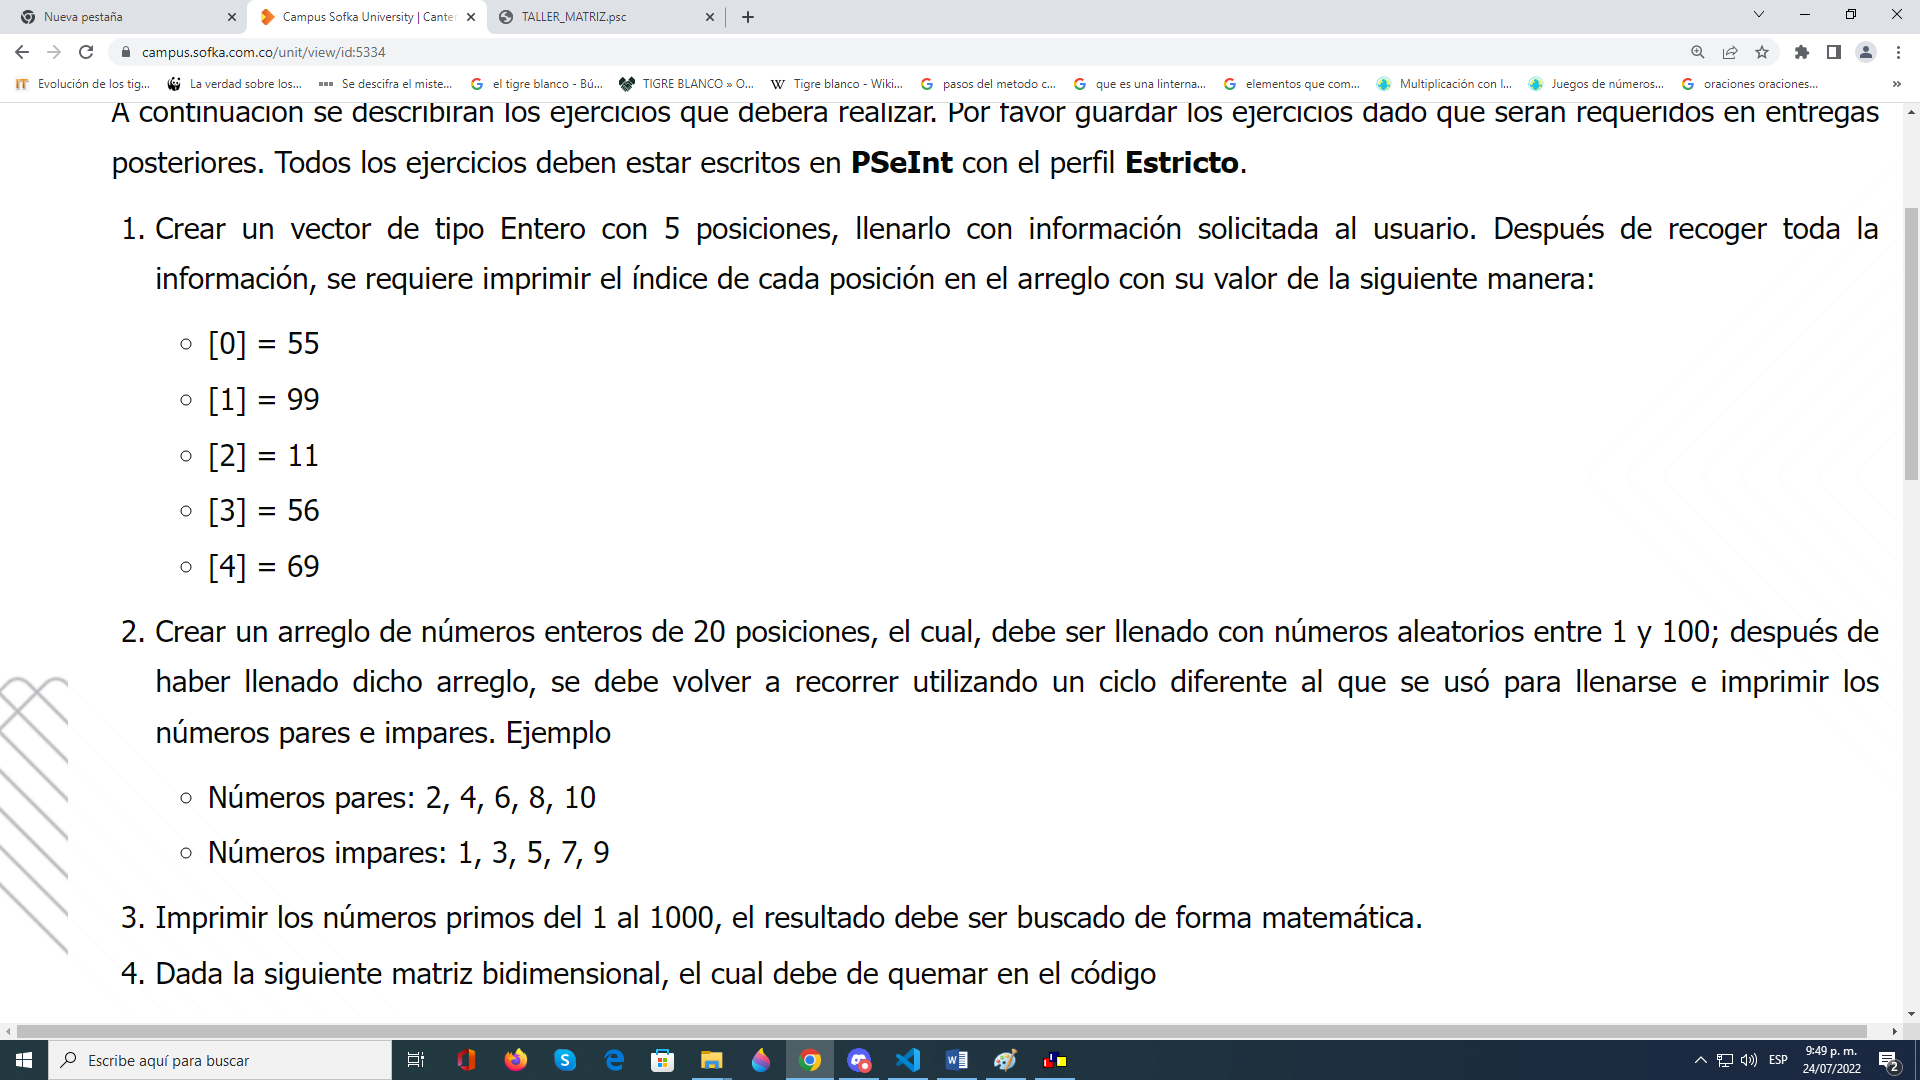 Nueva pestaña
Campus Sofka University | Canter
TALLER_MATRIZ.psc
campus.sofka.com.co/unit/view/id:5334
Evolución de los tig...
La verdad sobre los...
Se descifra el miste...
el tigre blanco - Bú...
TIGRE BLANCO » O...
Tigre blanco - Wiki...
pasos del metodo c...
que es una linterna...
elementos que com...
Multiplicación con l...
Juegos de números...
oraciones oraciones...
A continuación se describirán los ejercicios que deberá realizar. Por favor guardar los ejercicios dado que serán requeridos en entregas
posteriores. Todos los ejercicios deben estar escritos en PSeInt con el perfil Estricto.
1. Crear un vector de tipo Entero con 5 posiciones, llenarlo con información solicitada al usuario. Después de recoger toda la
información, se requiere imprimir el índice de cada posición en el arreglo con su valor de la siguiente manera:
[0] = 55
[1] = 99
[2] = 11
[3] = 56
[4] = 69
2. Crear un arreglo de números enteros de 20 posiciones, el cual, debe ser llenado con números aleatorios entre 1 y 100; después de
haber llenado dicho arreglo, se debe volver a recorrer utilizando un ciclo diferente al que se usó para llenarse e imprimir los
números pares e impares. Ejemplo
Números pares: 2, 4, 6, 8, 10
Números impares: 1, 3, 5, 7, 9
3. Imprimir los números primos del 1 al 1000, el resultado debe ser buscado de forma matemática.
4. Dada la siguiente matriz bidimensional, el cual debe de quemar en el código
Escribe aquí para buscar
ESP
9:49 p. m.
24/07/2022
2